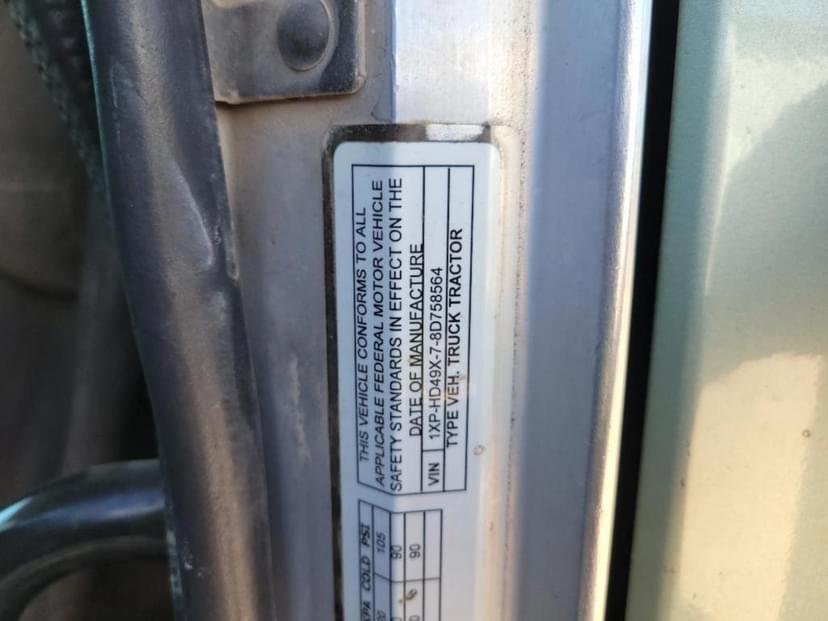 THIS VEHICLE CONFORMS TO ALL
APPLICABLE FEDERAL MOTOR VEHICLE
SAFETY STANDARDS IN EFFECT ON THE
DATE OF MANUFACTURE
VIN 1XP-HD49X-7-8D758564
TYPE VEH. TRUCK TRACTOR
COLD PSI
105
90
90